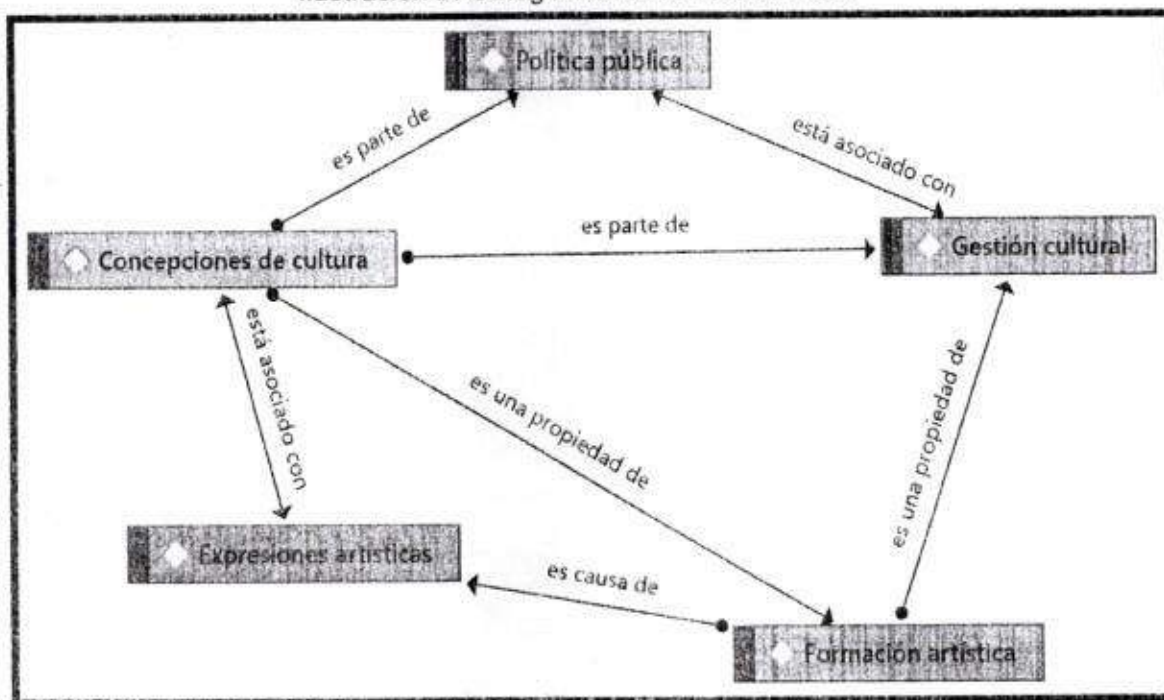 Política pública
es parte de
está asociado con
es parte de
Concepciones de cultura
Gestión cultural
está asociado con
es una propiedad de
es una propiedad de
Expresiones artísticas
es causa de
Formación artística